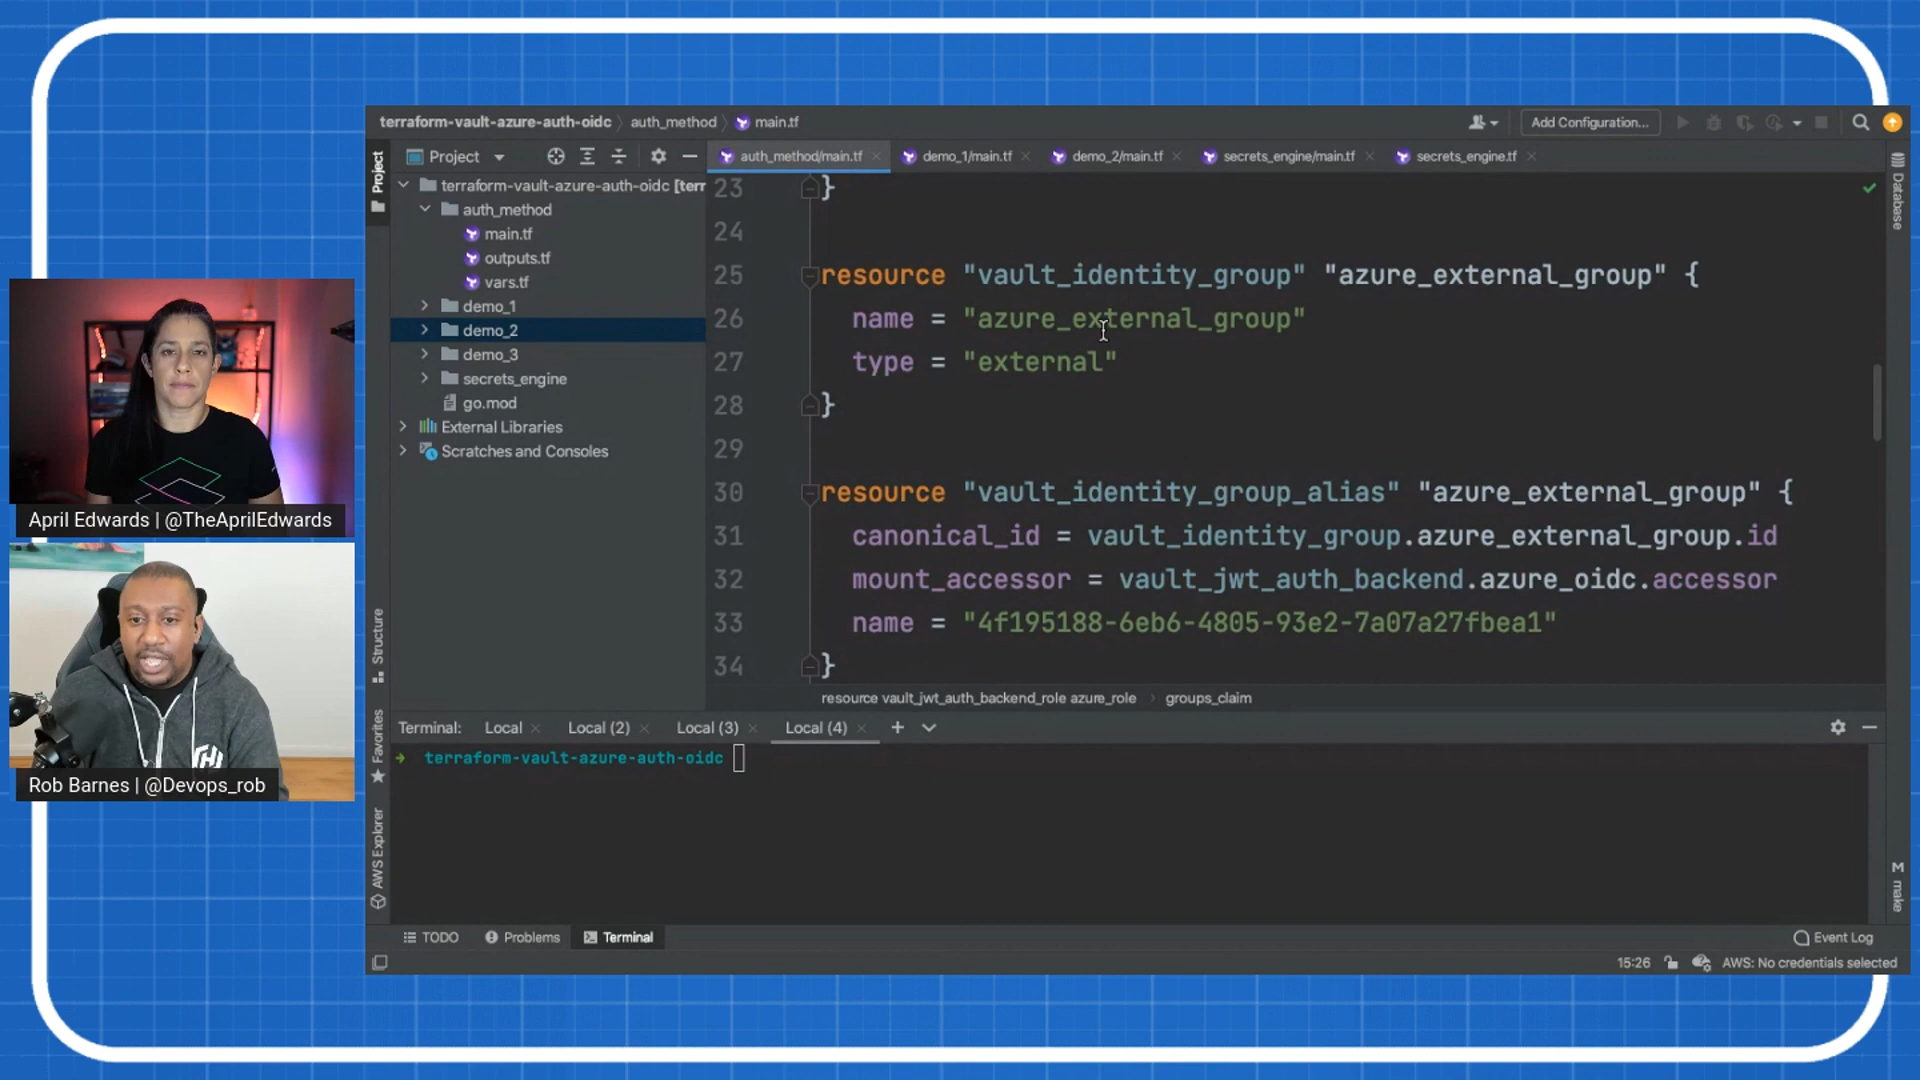 terraform-vault-azure-auth-oidc auth_method main.tf
Add Configuration...
Project
Project
auth_method/main.tf
demo_1/main.tf
demo_2/main.tf
secrets_engine/main.tf
secrets_engine.tf
Database
terraform-vault-azure-auth-oidc [terr
auth_method
main.tf
outputs.tf
vars.tf
demo_1
demo_2
demo_3
secrets_engine
go.mod
External Libraries
Scratches and Consoles
23 }
24
25 resource "vault_identity_group" "azure_external_group" {
26 name = "azure_external_group"
27 type = "external"
28 }
29
30 resource "vault_identity_group_alias" "azure_external_group" {
31 canonical_id = vault_identity_group.azure_external_group.id
32 mount_accessor = vault_jwt_auth_backend.azure_oidc.accessor
33 name = "4f195188-6eb6-4805-93e2-7a07a27fbea1"
34 }
resource vault_jwt_auth_backend_role azure_role groups_claim
April Edwards | @TheAprilEdwards
Rob Barnes | @Devops_rob
Structure
Favorites
AWS Explorer
make
Terminal: Local Local (2) Local (3) Local (4)
terraform-vault-azure-auth-oidc
TODO Problems Terminal
Event Log
15:26 AWS: No credentials selected